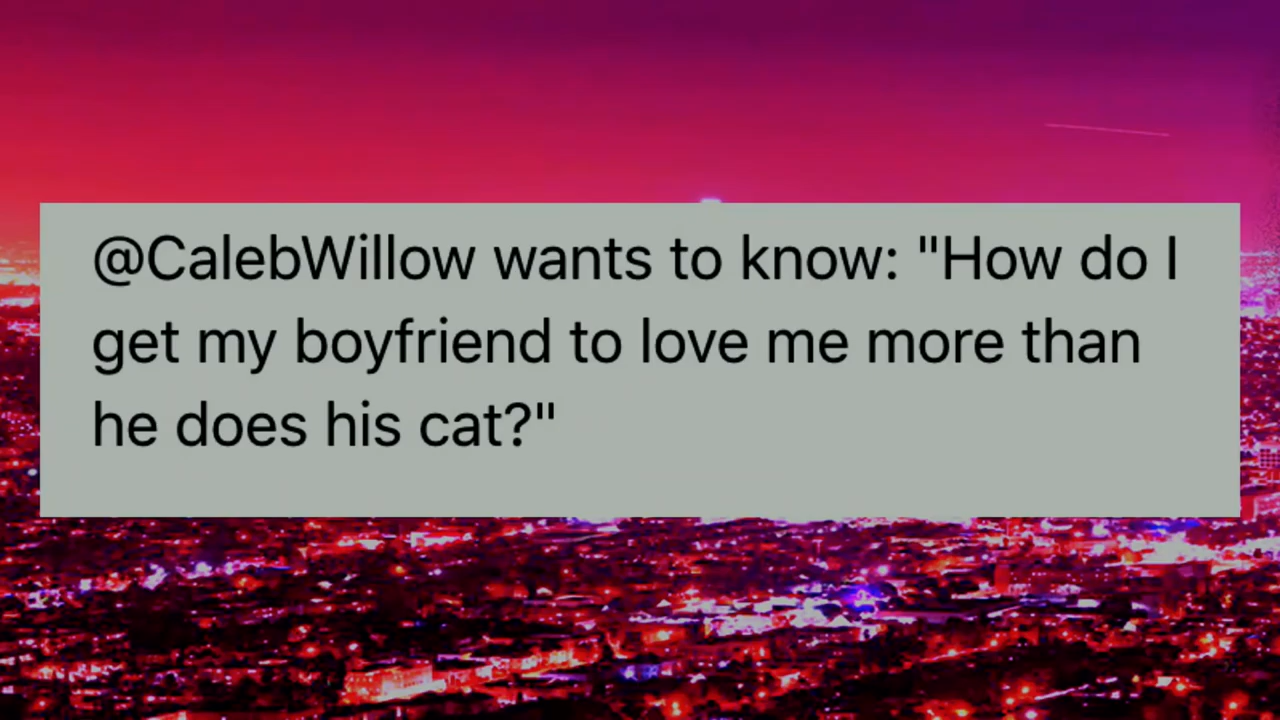 @CalebWillow wants to know: "How do I
get my boyfriend to love me more than
he does his cat?"